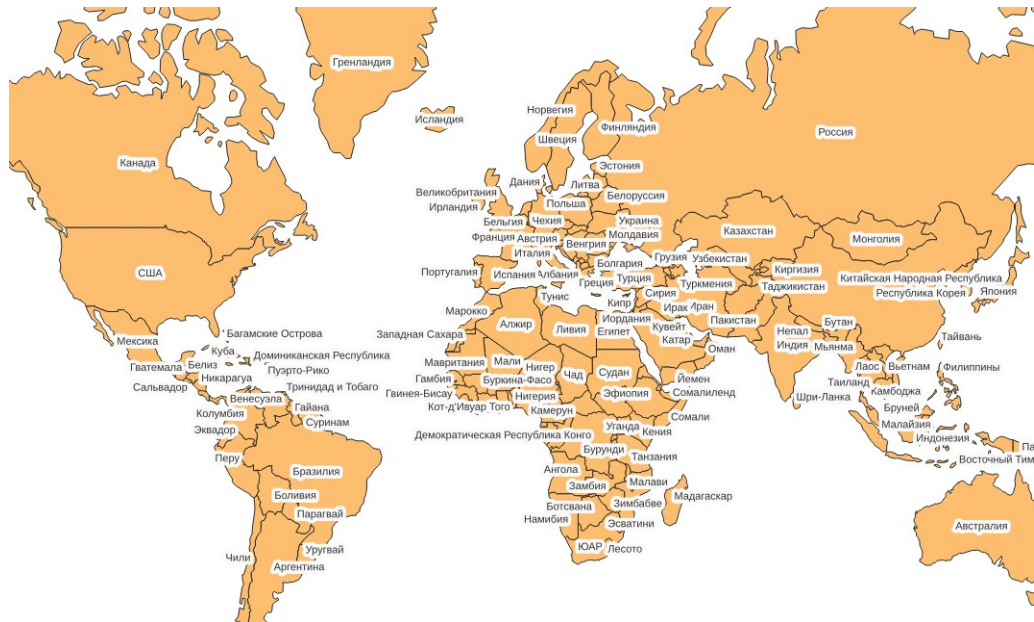 Гренландия
Исландия
Норвегия
Швеция
Финляндия
Россия
Канада
Эстония
Дания
Литва
Великобритания
Белоруссия
Ирландия
Польша
Бельгия
Чехия
Украина
Казахстан
Франция
Австрия
Молдавия
Венгрия
Монголия
Италия
Грузия
Узбекистан
Болгария
США
Португалия
Испания
Албания
Турция
Киргизия
Греция
Туркмения
Таджикистан
Китайская Народная Республика
Сирия
Республика Корея
Япония
Тунис
Кипр
Ирак
Иран
Марокко
Иордания
Пакистан
Алжир
Ливия
Египет
Кувейт
Бутан
Непал
Багамские Острова
Западная Сахара
Катар
Тайвань
Мексика
Индия
Мьянма
Куба
Оман
Доминиканская Республика
Мавритания
Мали
Гватемала
Белиз
Нигер
Лаос
Вьетнам
Филиппины
Пуэрто-Рико
Чад
Судан
Никарагуа
Гамбия
Буркина-Фасо
Йемен
Таиланд
Сальвадор
Тринидад и Тобаго
Гвинея-Бисау
Нигерия
Эфиопия
Сомалиленд
Камбоджа
Венесуэла
Шри-Ланка
Кот-д'Ивуар
Того
Гайана
Камерун
Бруней
Колумбия
Сомали
Суринам
Малайзия
Эквадор
Уганда
Кения
Демократическая Республика Конго
Индонезия
Па
Перу
Бурунди
Танзания
Восточный Тим
Бразилия
Ангола
Малави
Замбия
Боливия
Мадагаскар
Зимбабве
Ботсвана
Парагвай
Намибия
Эсватини
Австралия
Уругвай
ЮАР
Лесото
Чили
Аргентина